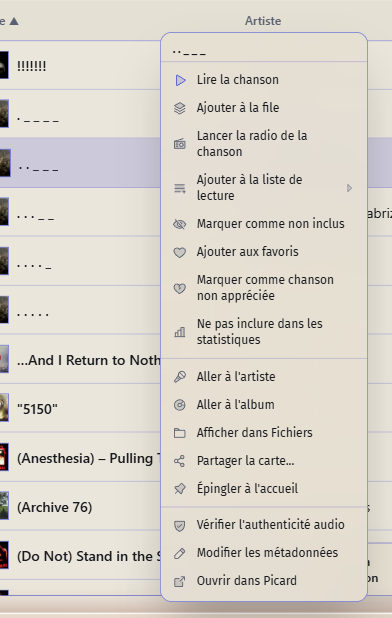 e ▲ Artiste
!!!!!!!
. _ _ _ _
. . _ _ _
. . . _ _
. . . . _
. . . . .
...And I Return to Noth
"5150"
(Anesthesia) – Pulling T
(Archive 76)
(Do Not) Stand in the S
. . _ _ _
Lire la chanson
Ajouter à la file
Lancer la radio de la
chanson
Ajouter à la liste de
lecture
Marquer comme non inclus
Ajouter aux favoris
Marquer comme chanson
non appréciée
Ne pas inclure dans les
statistiques
Aller à l'artiste
Aller à l'album
Afficher dans Fichiers
Partager la carte...
Épingler à l'accueil
Vérifier l'authenticité audio
Modifier les métadonnées
Ouvrir dans Picard
abriz
s
on